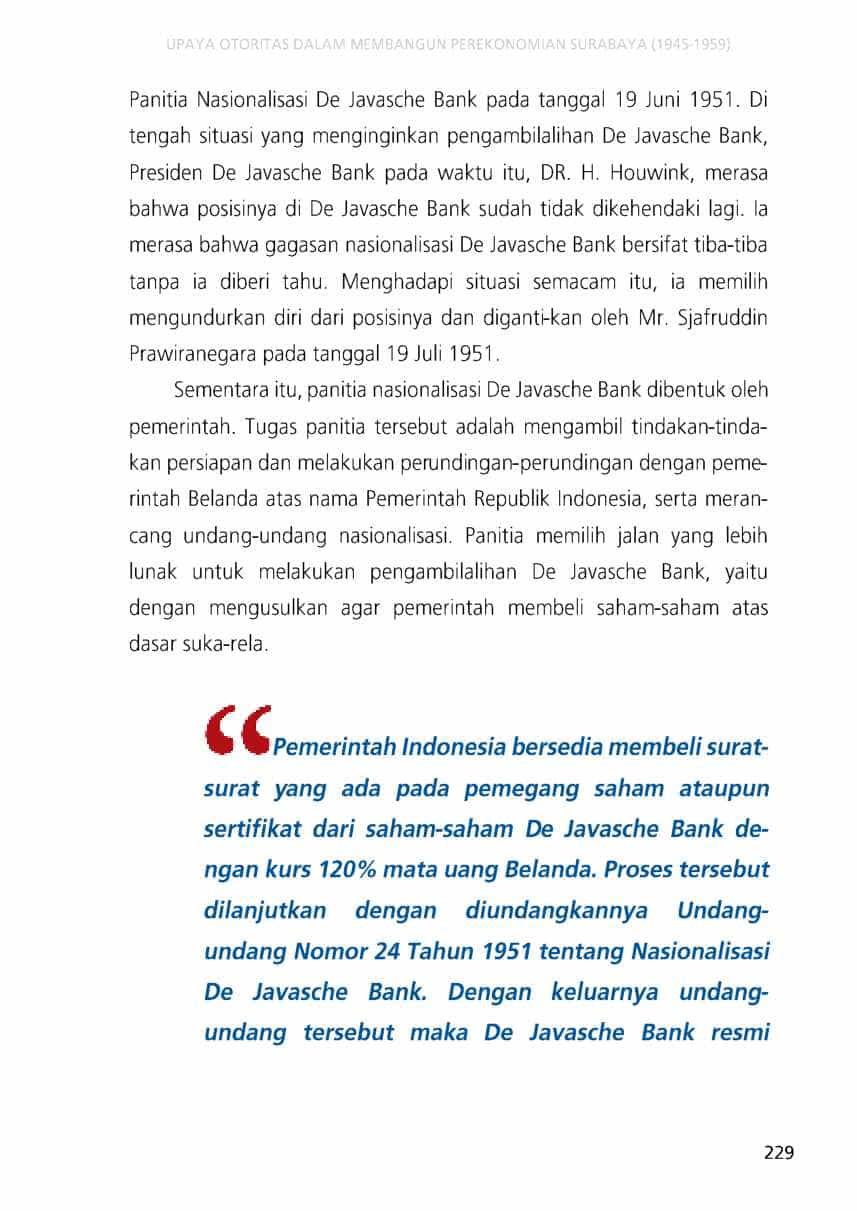 UPAYA OTORITAS DALAM MEMBANGUN PEREKONOMIAN SURABAYA (1945-1959)
Panitia Nasionalisasi De Javasche Bank pada tanggal 19 Juni 1951. Di
tengah situasi yang menginginkan pengambilalihan De Javasche Bank,
Presiden De Javasche Bank pada waktu itu, DR. H. Houwink, merasa
bahwa posisinya di De Javasche Bank sudah tidak dikehendaki lagi. Ia
merasa bahwa gagasan nasionalisasi De Javasche Bank bersifat tiba-tiba
tanpa ia diberi tahu. Menghadapi situasi semacam itu, ia memilih
mengundurkan diri dari posisinya dan diganti-kan oleh Mr. Sjafruddin
Prawiranegara pada tanggal 19 Juli 1951.
Sementara itu, panitia nasionalisasi De Javasche Bank dibentuk oleh
pemerintah. Tugas panitia tersebut adalah mengambil tindakan-tinda-
kan persiapan dan melakukan perundingan-perundingan dengan peme-
rintah Belanda atas nama Pemerintah Republik Indonesia, serta meran-
cang undang-undang nasionalisasi. Panitia memilih jalan yang lebih
lunak untuk melakukan pengambilalihan De Javasche Bank, yaitu
dengan mengusulkan agar pemerintah membeli saham-saham atas
dasar suka-rela.
“Pemerintah Indonesia bersedia membeli surat-
surat yang ada pada pemegang saham ataupun
sertifikat dari saham-saham De Javasche Bank de-
ngan kurs 120% mata uang Belanda. Proses tersebut
dilanjutkan dengan diundangkannya Undang-
undang Nomor 24 Tahun 1951 tentang Nasionalisasi
De Javasche Bank. Dengan keluarnya undang-
undang tersebut maka De Javasche Bank resmi
229